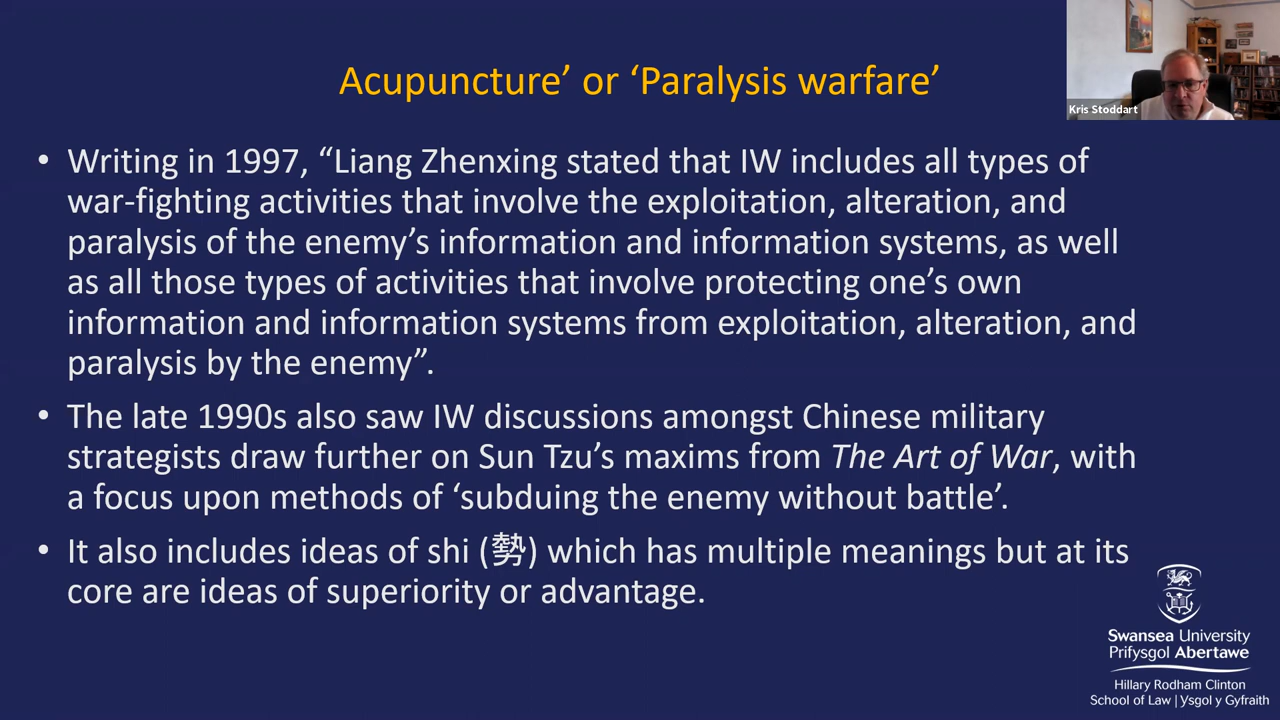 Acupuncture’ or ‘Paralysis warfare’
Kris Stoddart
• Writing in 1997, “Liang Zhenxing stated that IW includes all types of
war-fighting activities that involve the exploitation, alteration, and
paralysis of the enemy’s information and information systems, as well
as all those types of activities that involve protecting one’s own
information and information systems from exploitation, alteration, and
paralysis by the enemy”.
• The late 1990s also saw IW discussions amongst Chinese military
strategists draw further on Sun Tzu’s maxims from The Art of War, with
a focus upon methods of ‘subduing the enemy without battle’.
• It also includes ideas of shi (勢) which has multiple meanings but at its
core are ideas of superiority or advantage.
Swansea University
Prifysgol Abertawe
Hillary Rodham Clinton
School of Law | Ysgol y Gyfraith